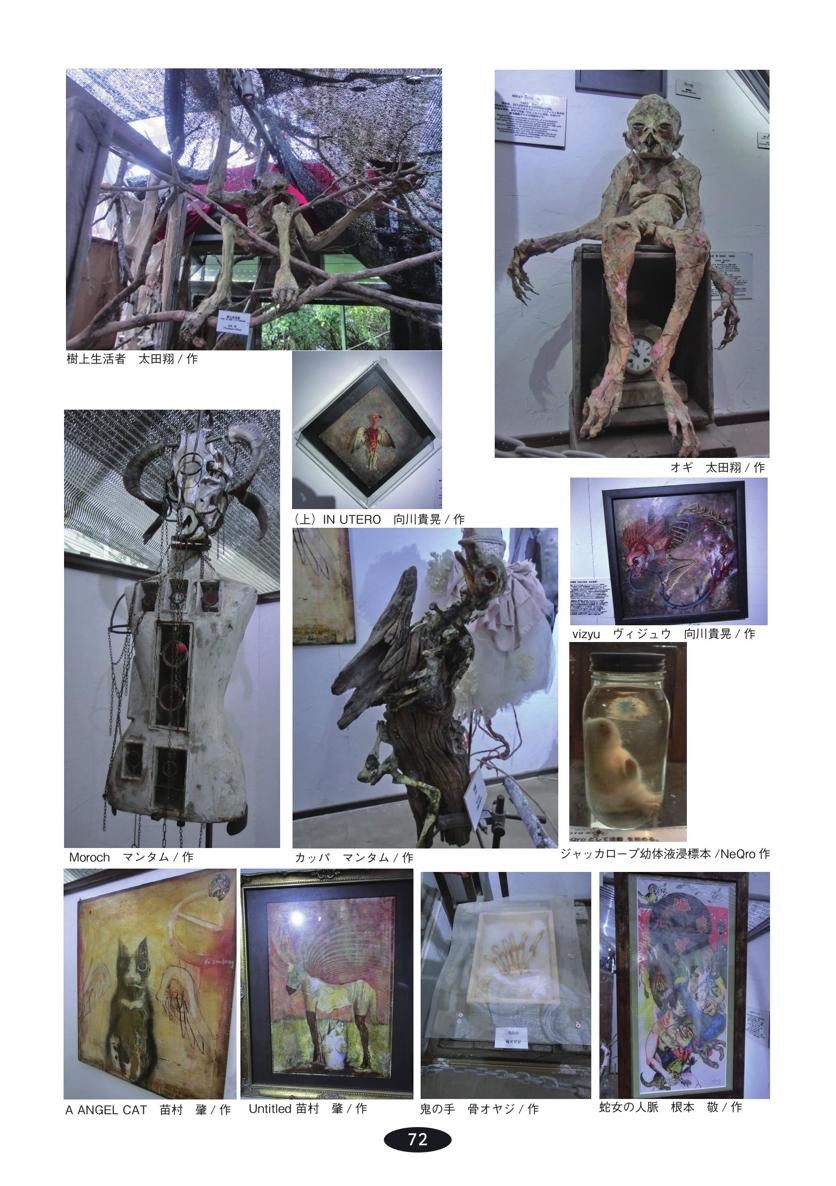 樹上生活者　太田翔 / 作
オギ　太田翔 / 作
（上）IN UTERO　向川貴晃 / 作
vizyu　ヴィジュウ　向川貴晃 / 作
Moroch　マンタム / 作
カッパ　マンタム / 作
ジャッカロープ幼体液浸標本 /NeQro 作
A ANGEL CAT　苗村　肇 / 作
Untitled 苗村　肇 / 作
鬼の手　骨オヤジ / 作
蛇女の人脈　根本　敬 / 作
72